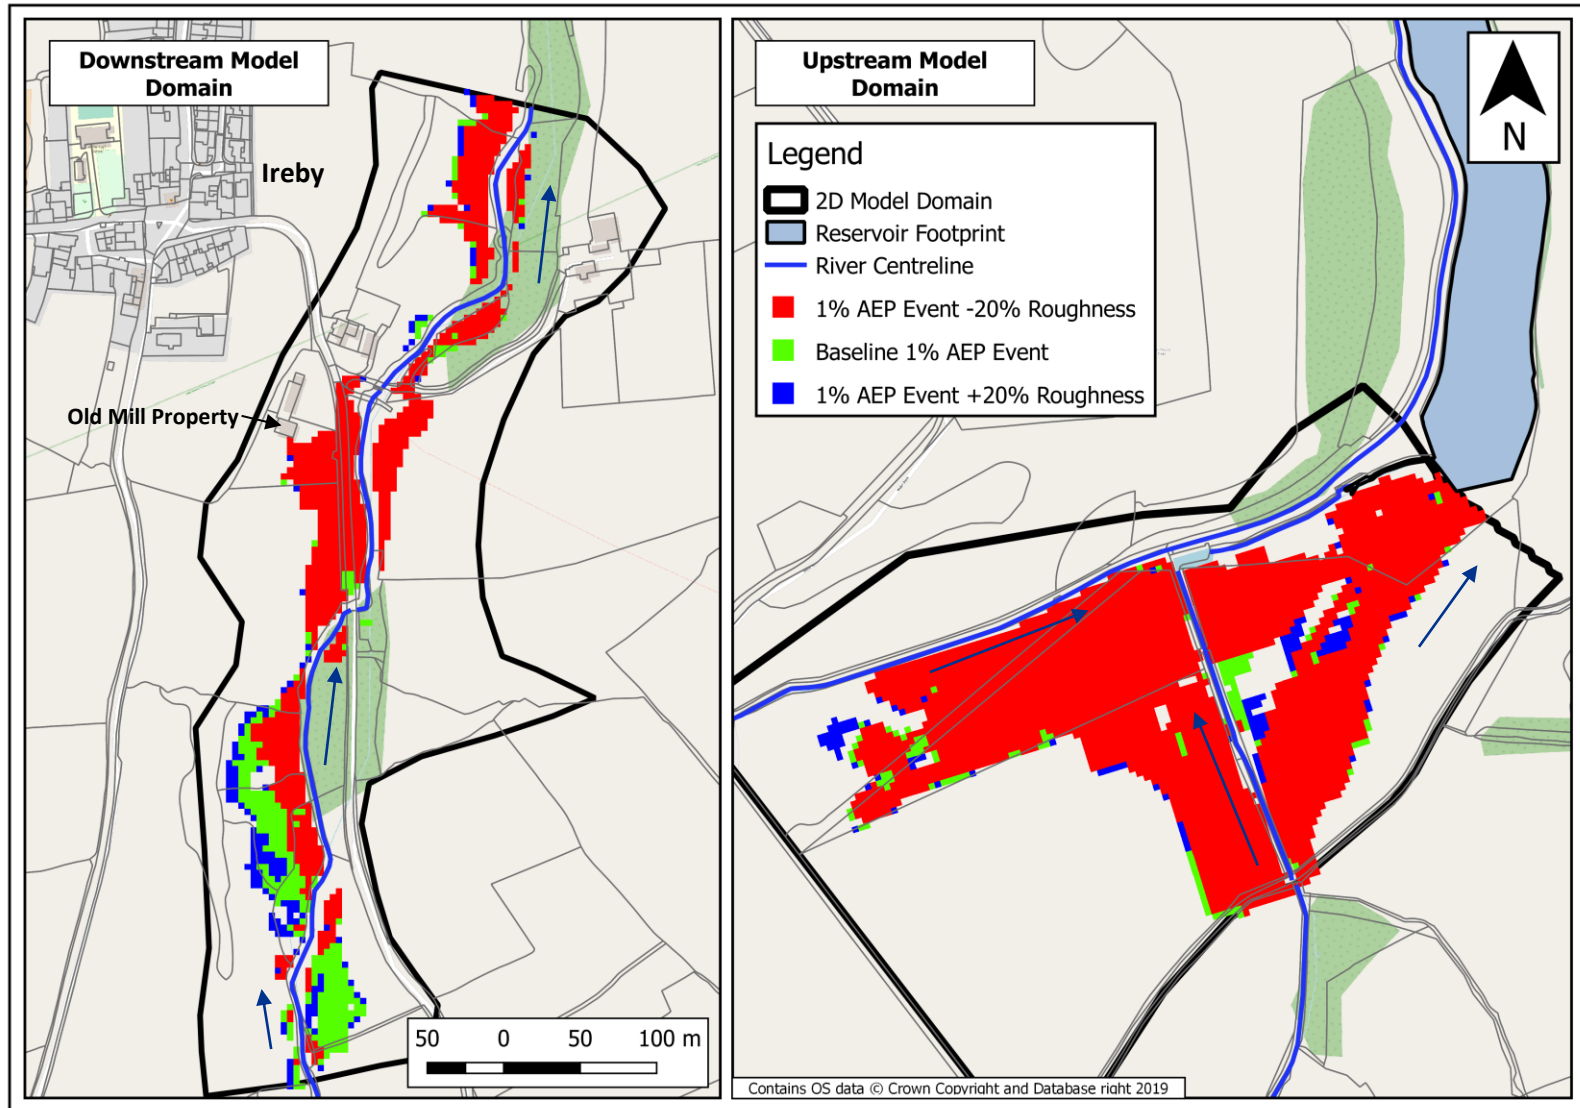 Downstream Model
Domain
Ireby
Old Mill Property
50 0 50 100 m
Upstream Model
Domain
N
Legend
2D Model Domain
Reservoir Footprint
River Centreline
1% AEP Event -20% Roughness
Baseline 1% AEP Event
1% AEP Event +20% Roughness
Contains OS data © Crown Copyright and Database right 2019